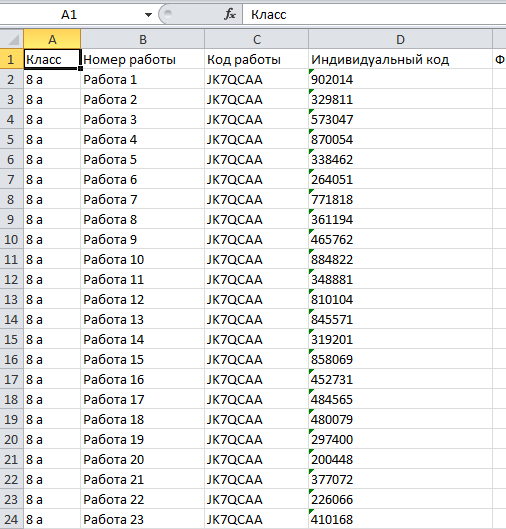 A1 fx Класс
A B C D
1 Класс Номер работы Код работы Индивидуальный код Ф
2 8 а Работа 1 JK7QCAA 902014
3 8 а Работа 2 JK7QCAA 329811
4 8 а Работа 3 JK7QCAA 573047
5 8 а Работа 4 JK7QCAA 870054
6 8 а Работа 5 JK7QCAA 338462
7 8 а Работа 6 JK7QCAA 264051
8 8 а Работа 7 JK7QCAA 771818
9 8 а Работа 8 JK7QCAA 361194
10 8 а Работа 9 JK7QCAA 465762
11 8 а Работа 10 JK7QCAA 884822
12 8 а Работа 11 JK7QCAA 348881
13 8 а Работа 12 JK7QCAA 810104
14 8 а Работа 13 JK7QCAA 845571
15 8 а Работа 14 JK7QCAA 319201
16 8 а Работа 15 JK7QCAA 858069
17 8 а Работа 16 JK7QCAA 452731
18 8 а Работа 17 JK7QCAA 484565
19 8 а Работа 18 JK7QCAA 480079
20 8 а Работа 19 JK7QCAA 297400
21 8 а Работа 20 JK7QCAA 200448
22 8 а Работа 21 JK7QCAA 377072
23 8 а Работа 22 JK7QCAA 226066
24 8 а Работа 23 JK7QCAA 410168